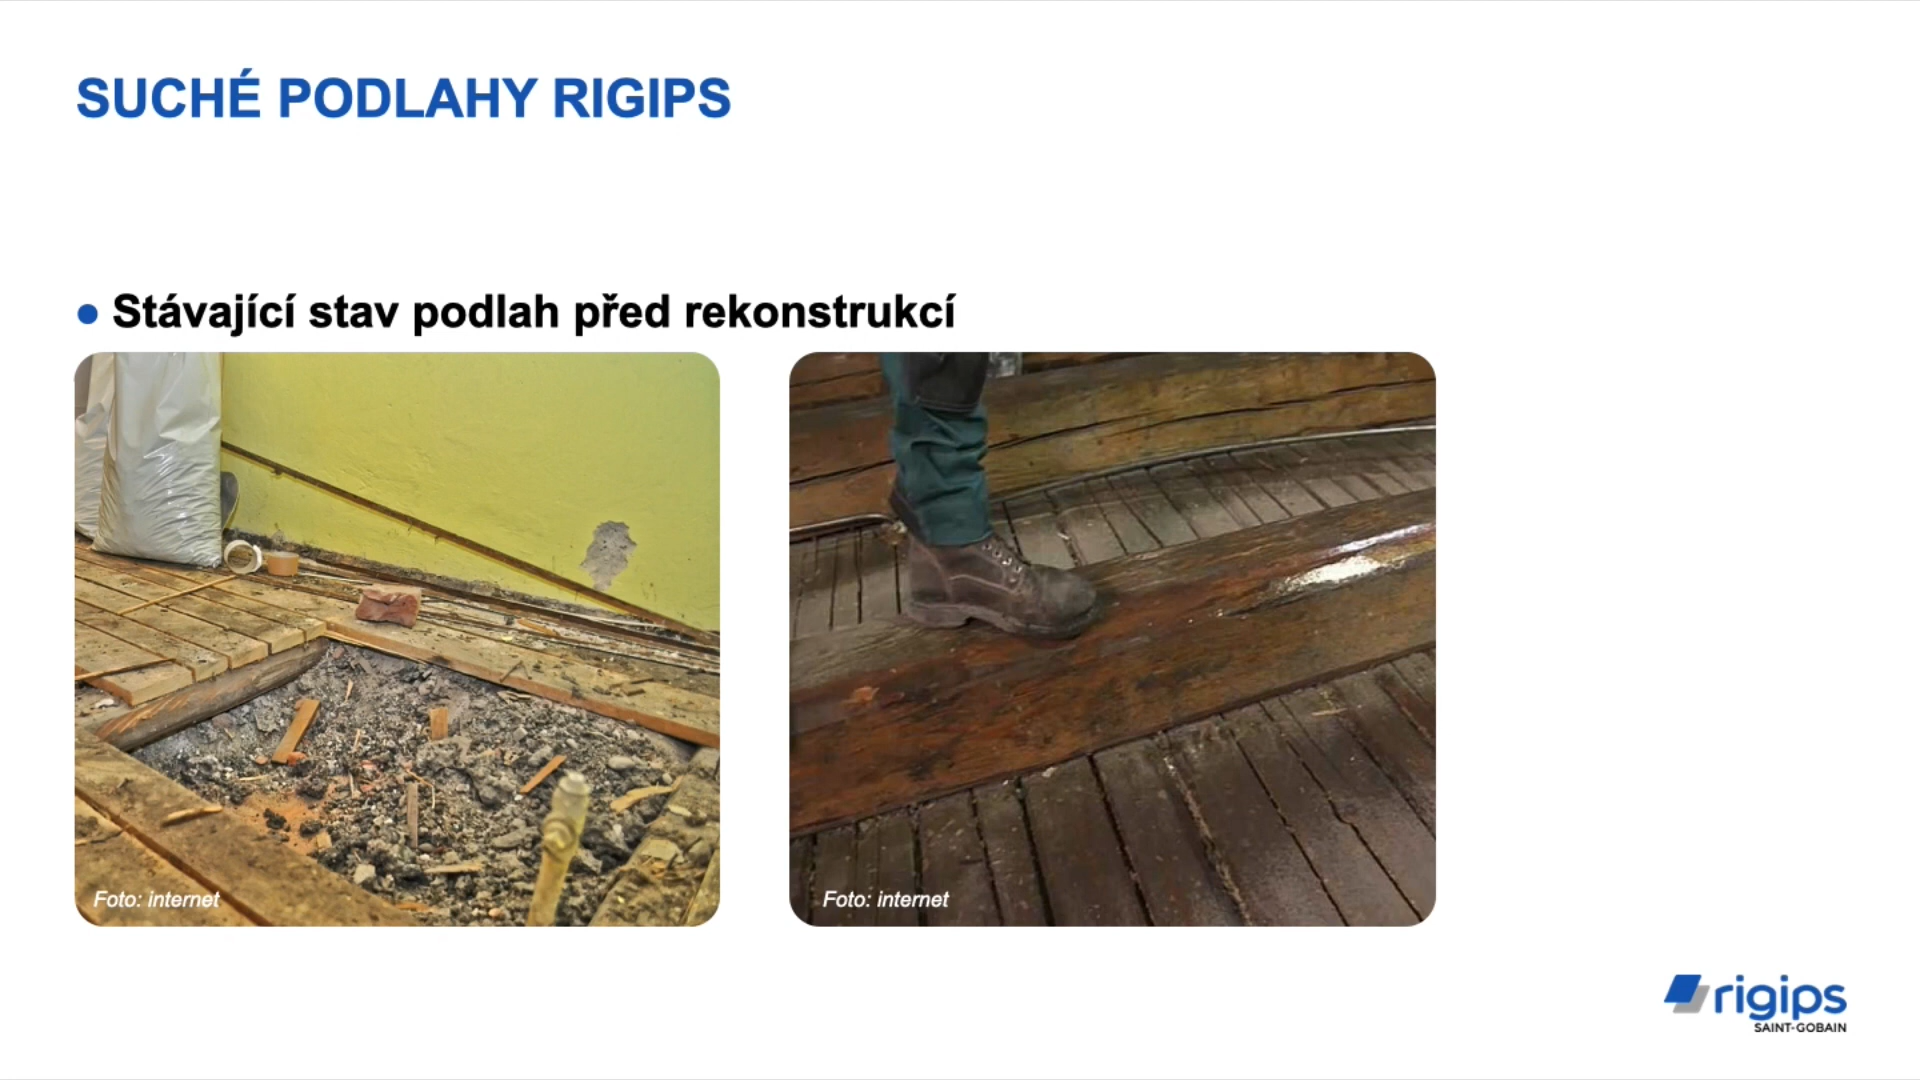 SUCHÉ PODLAHY RIGIPS
• Stávající stav podlah před rekonstrukcí
Foto: internet
Foto: internet
rigips
SAINT-GOBAIN